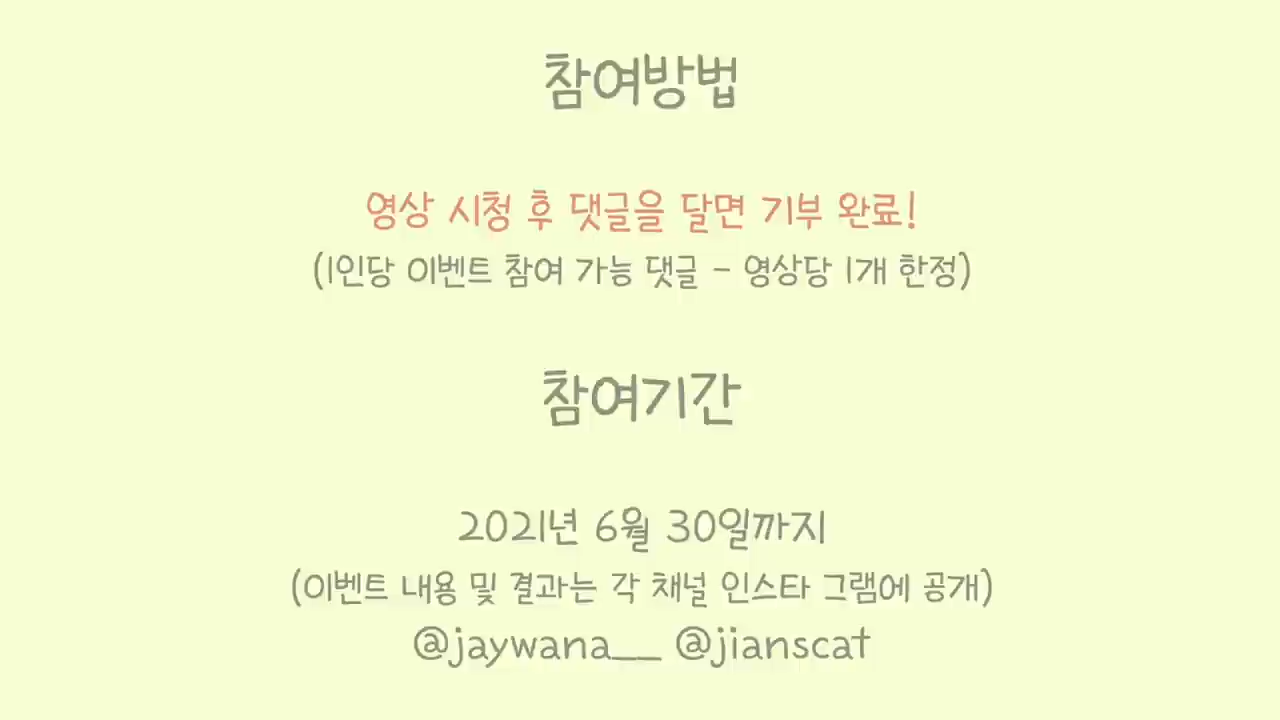 참여방법
영상 시청 후 댓글을 달면 기부 완료!
(1인당 이벤트 참여 가능 댓글 - 영상당 1개 한정)
참여기간
2021년 6월 30일까지
(이벤트 내용 및 결과는 각 채널 인스타 그램에 공개)
@jaywana__ @jianscat